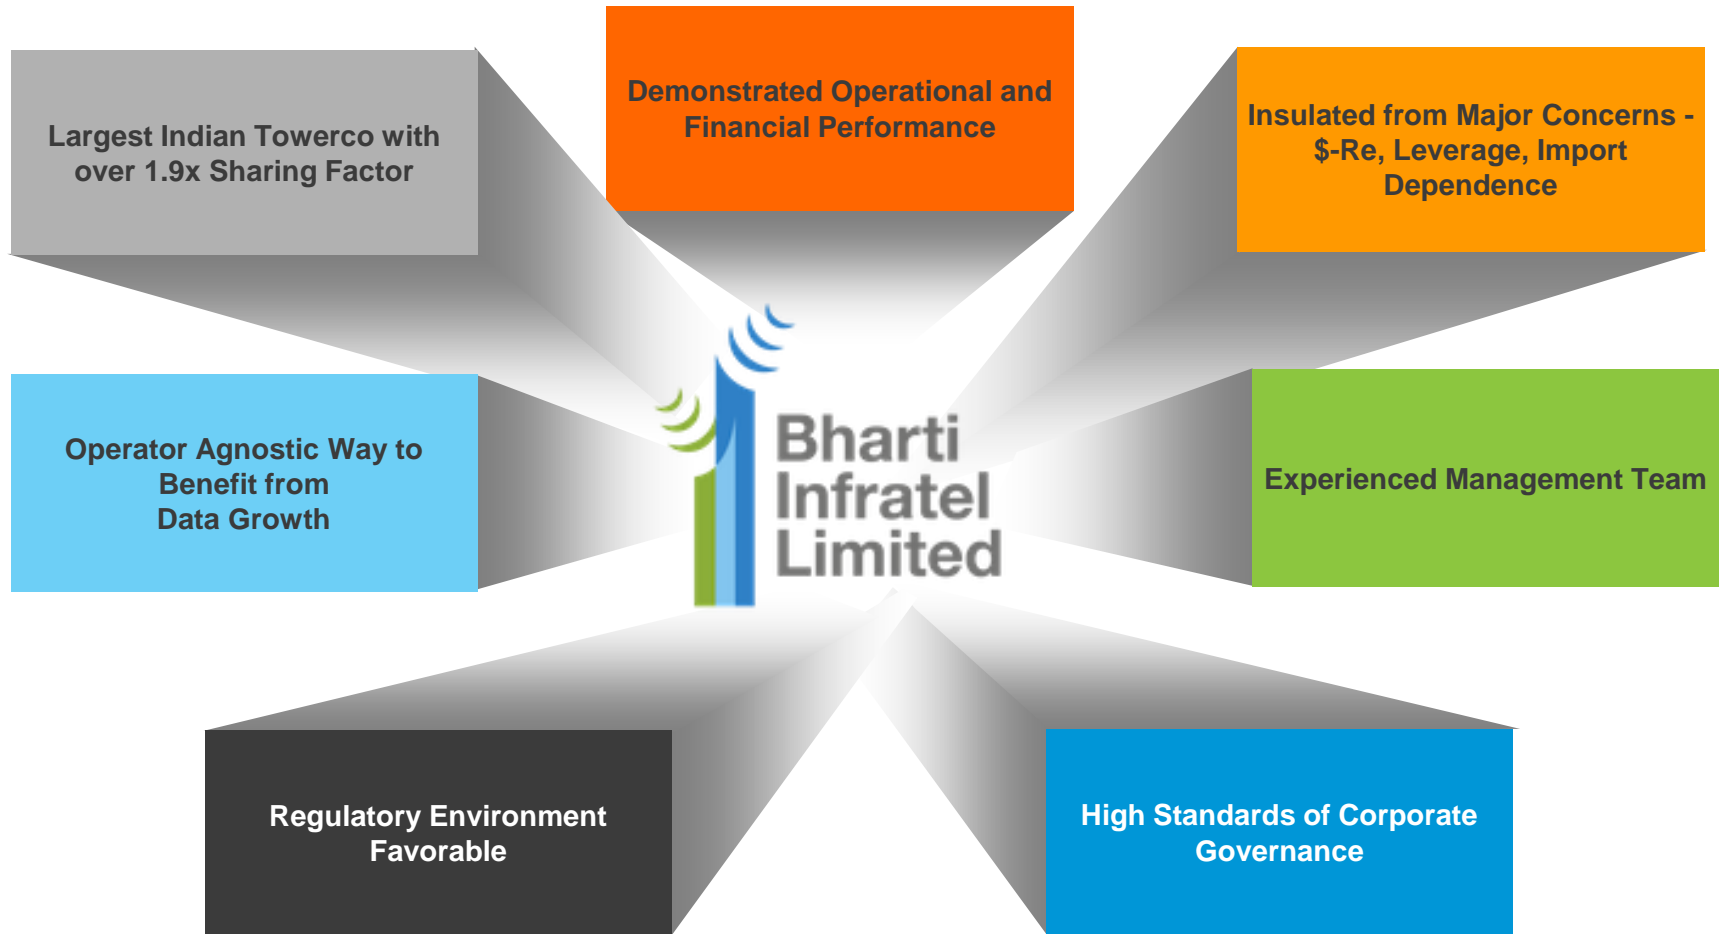 Demonstrated Operational and
Financial Performance
Largest Indian Towerco with
over 1.9x Sharing Factor
Insulated from Major Concerns -
$-Re, Leverage, Import
Dependence
Operator Agnostic Way to
Benefit from
Data Growth
Bharti
Infratel
Limited
Experienced Management Team
Regulatory Environment
Favorable
High Standards of Corporate
Governance